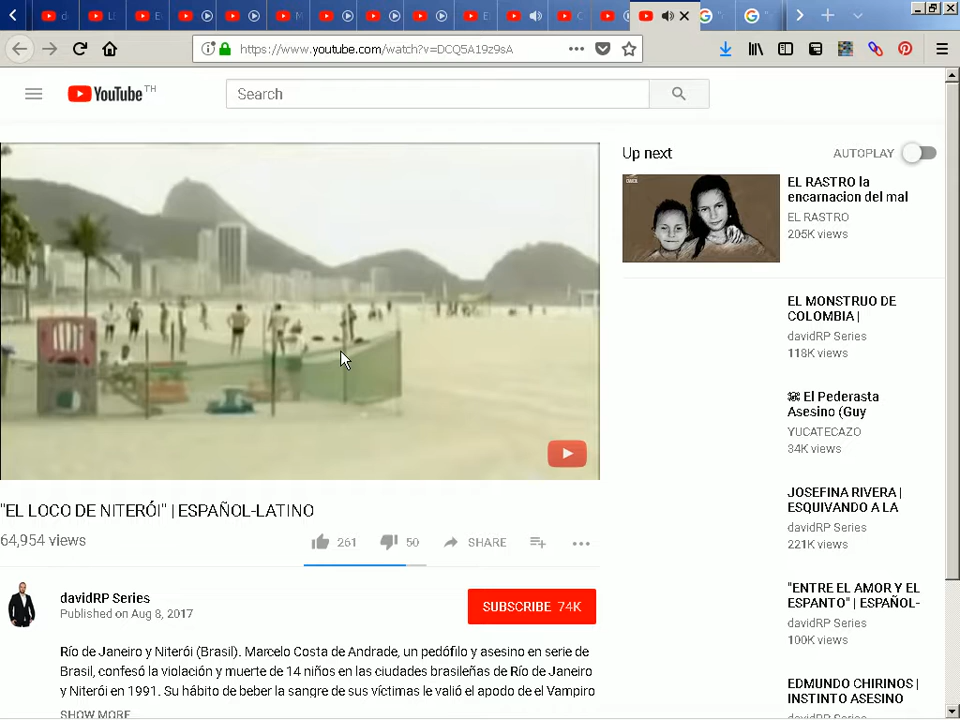 d
https://www.youtube.com/watch?v=DCQ5A19z9sA
YouTube TH
Search
Up next
AUTOPLAY
EL RASTRO la
encarnacion del mal
EL RASTRO
205K views
EL MONSTRUO DE
COLOMBIA |
davidRP Series
118K views
El Pederasta
Asesino (Guy
YUCATECAZO
34K views
JOSEFINA RIVERA |
ESQUIVANDO A LA
davidRP Series
221K views
"ENTRE EL AMOR Y EL
ESPANTO" | ESPAÑOL-
davidRP Series
100K views
EDMUND CHIRINOS |
INSTINTO ASESINO
"EL LOCO DE NITERÓI" | ESPAÑOL-LATINO
64,954 views
261
50
SHARE
davidRP Series
Published on Aug 8, 2017
SUBSCRIBE 74K
Río de Janeiro y Niterói (Brasil). Marcelo Costa de Andrade, un pedófilo y asesino en serie de
Brasil, confesó la violación y muerte de 14 niños en las ciudades brasileñas de Río de Janeiro
y Niterói en 1991. Su hábito de beber la sangre de sus víctimas le valió el apodo de el Vampiro
SHOW MORE